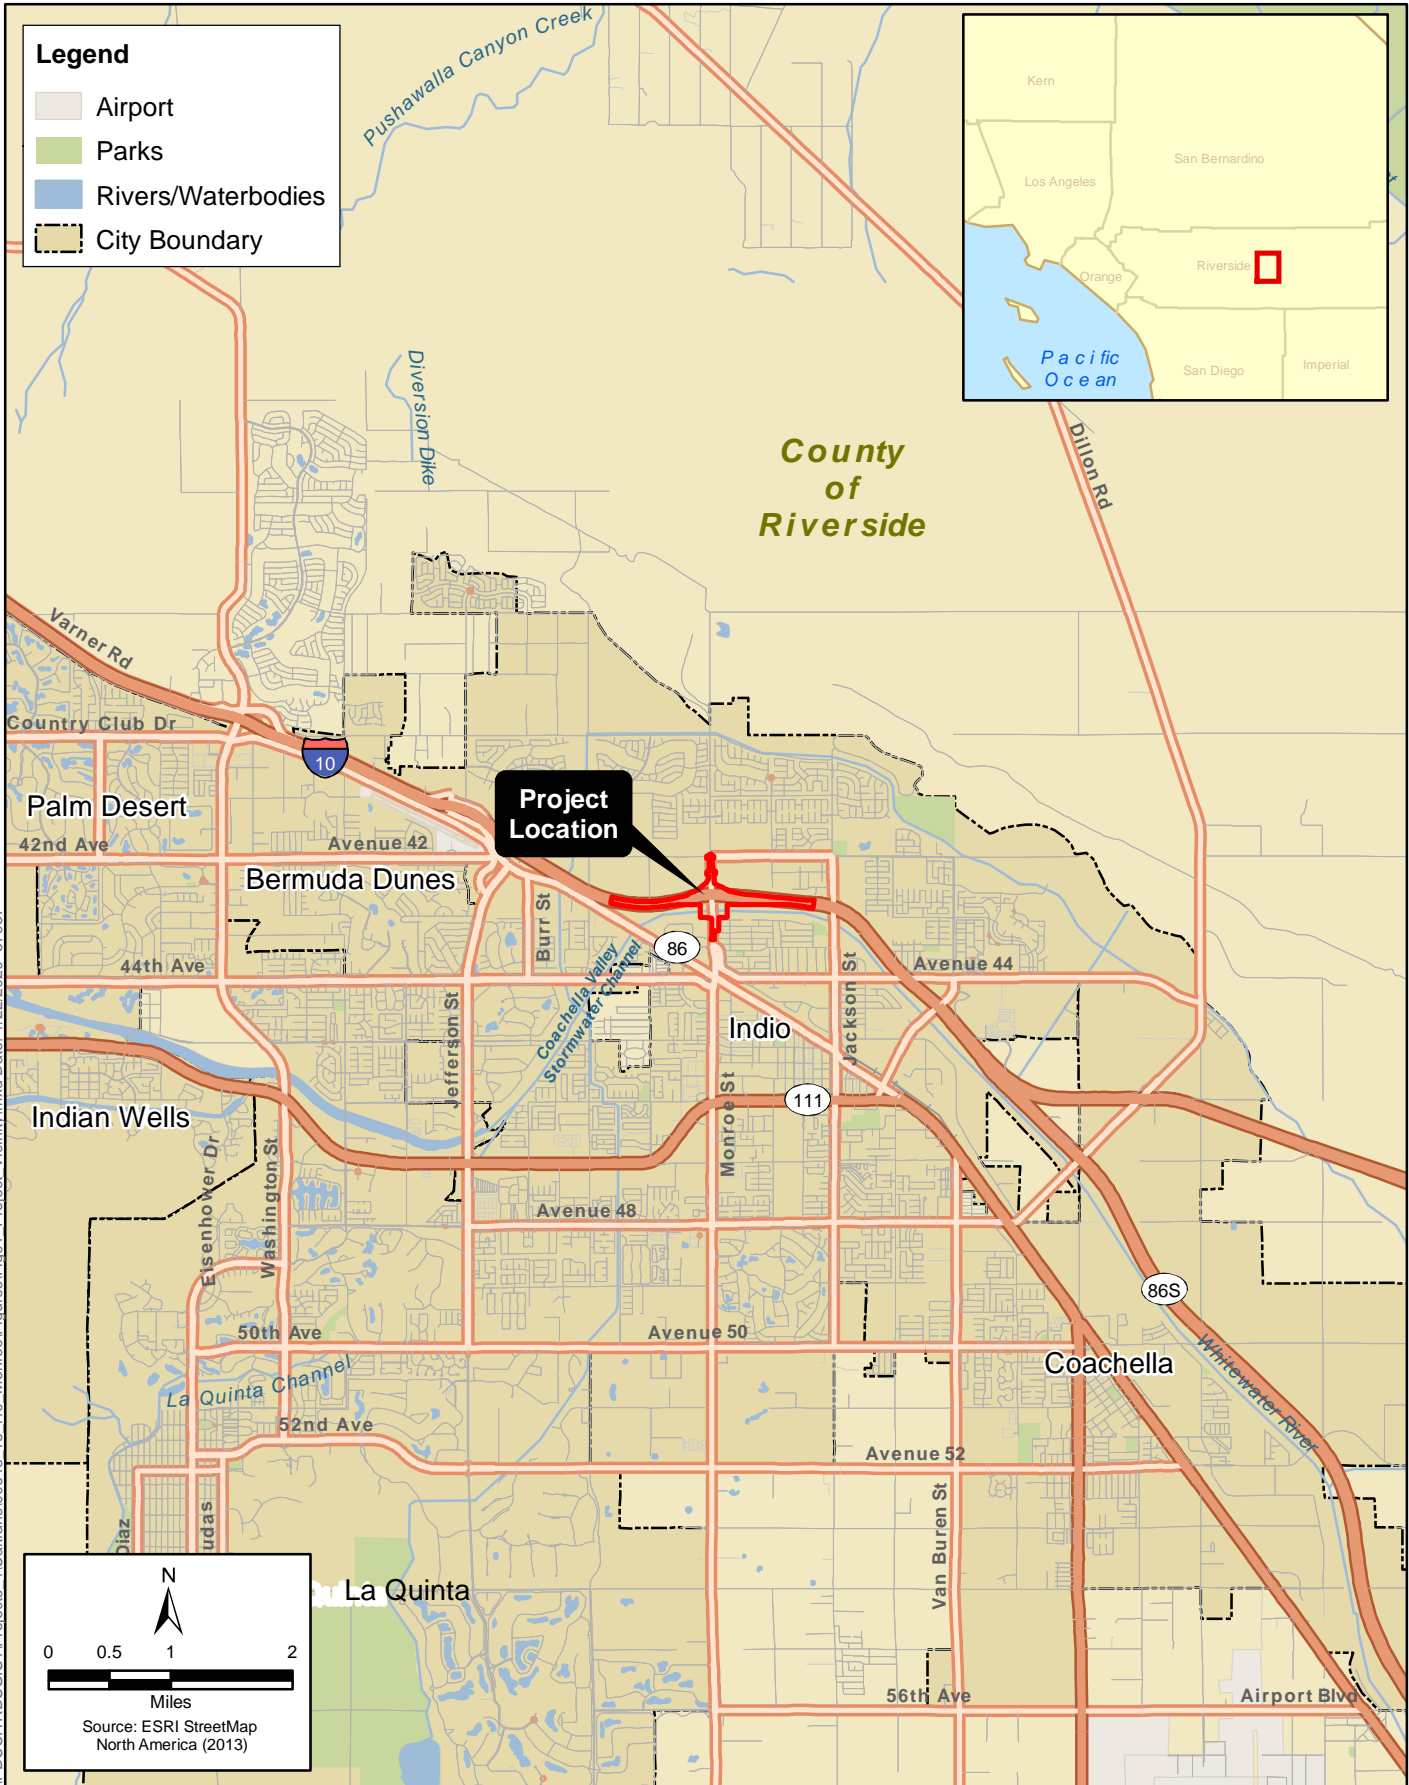 Legend
Airport
Parks
Rivers/Waterbodies
City Boundary
Pushawalla Canyon Creek
Kern
San Bernardino
Los Angeles
Riverside
Orange
San Diego
Imperial
Pacific
Ocean
Diversion Dike
Dillon Rd
County
of
Riverside
Varner Rd
Country Club Dr
10
Palm Desert
Project
Location
42nd Ave
Avenue 42
Bermuda Dunes
Burr St
86
44th Ave
Avenue 44
Coachella Valley
Stormwater Channel
Jackson St
Indio
Jefferson St
111
Indian Wells
Monroe St
Eisenhower Dr
Washington St
Avenue 48
86S
50th Ave
Avenue 50
Coachella
Whitewater River
La Quinta Channel
52nd Ave
Avenue 52
Diaz
udas
Van Buren St
La Quinta
N
0 0.5 1 2
Miles
Source: ESRI StreetMap
North America (2013)
56th Ave
Airport Blvd